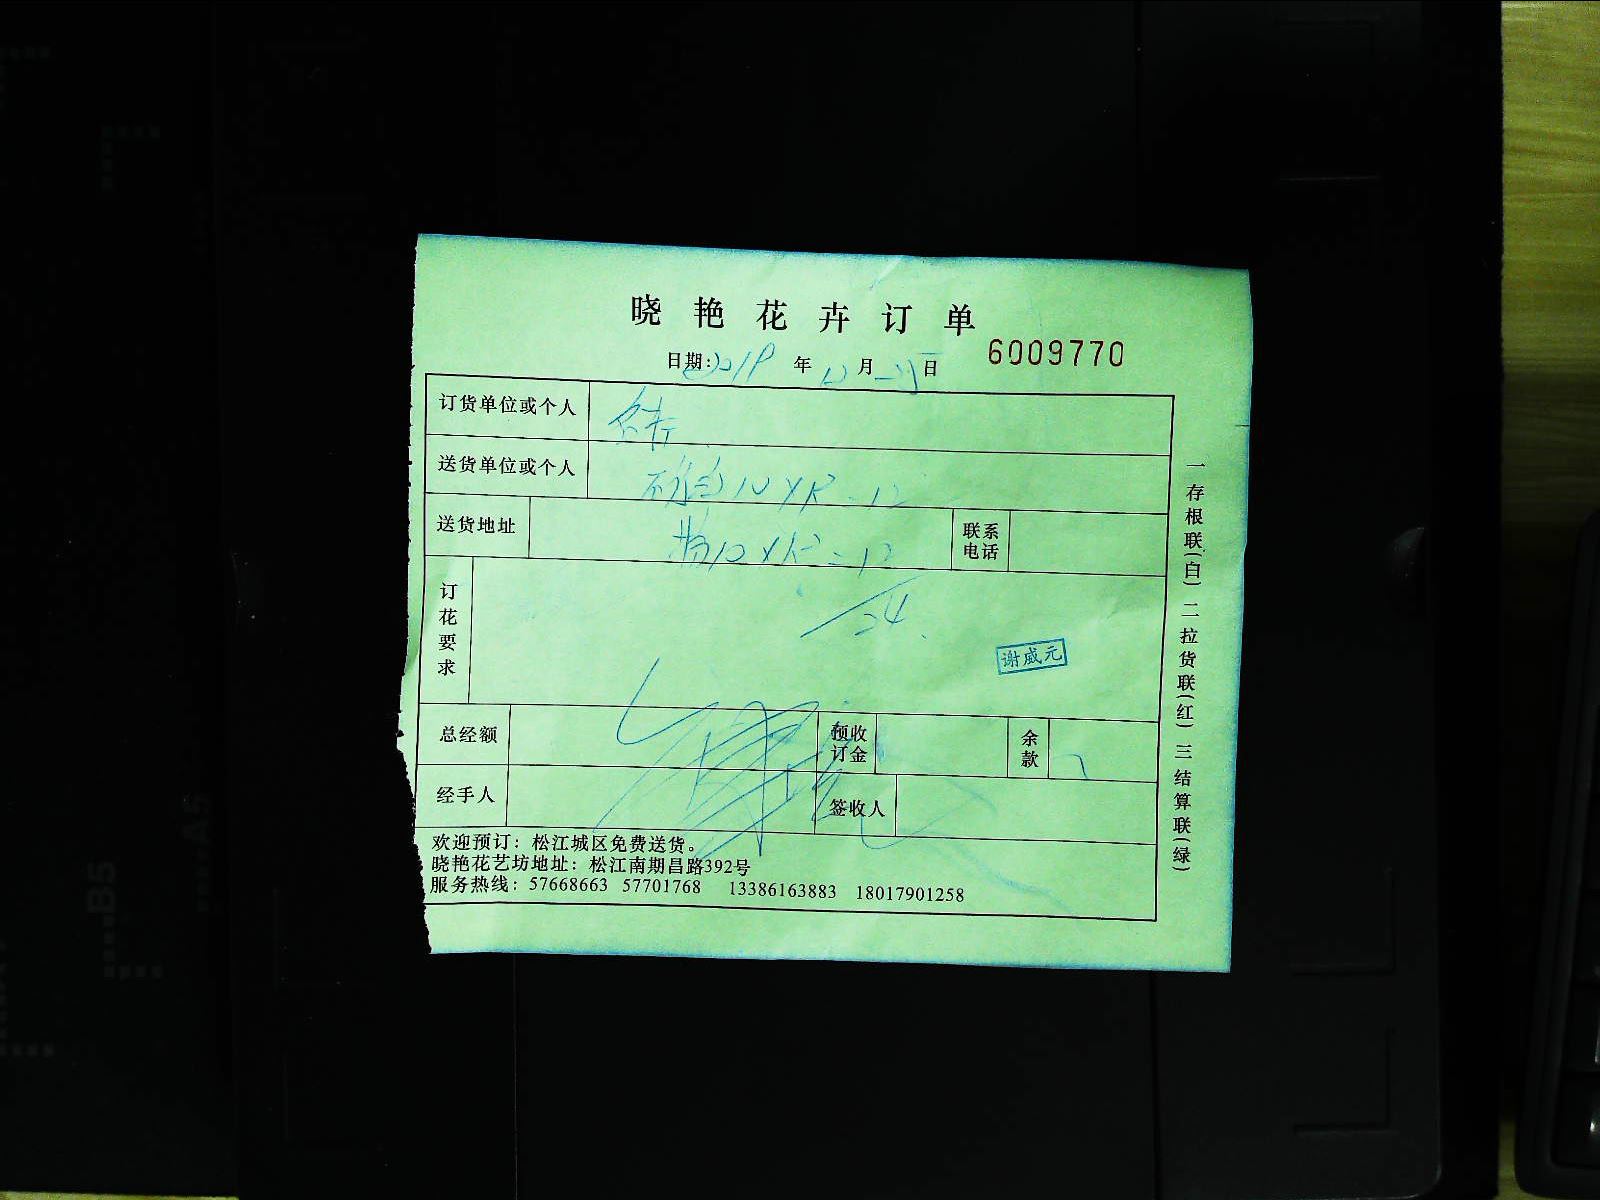 晓艳花卉订单
6009770
日期: 2019 年 12 月 日
订货单位或个人
送货单位或个人
送货地址
联系电话
24
订花要求
谢威元
总经额
预收订金
余款
经手人
签收人
欢迎预订：松江城区免费送货。
晓艳花艺坊地址：松江南期昌路392号
服务热线：57668663 57701768 13386163883 18017901258
一存根联(白) 二拉货联(红) 三结算联(绿)
B5
A5